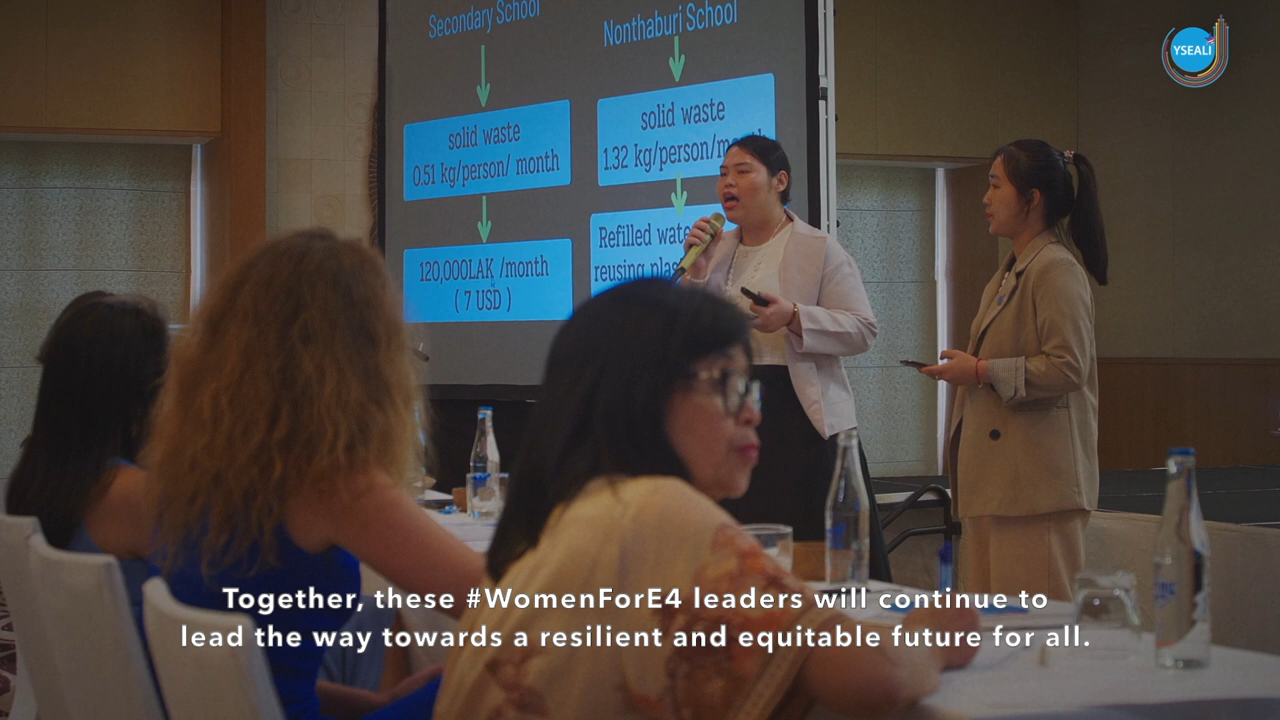 Secondary School
solid waste
0.51 kg/person/ month
120,000LAK /month
( 7 USD )
Nonthaburi School
solid waste
1.32 kg/person/
Refilled
reusing
YSEALI
Together, these #WomenForE4 leaders will continue to
lead the way towards a resilient and equitable future for all.